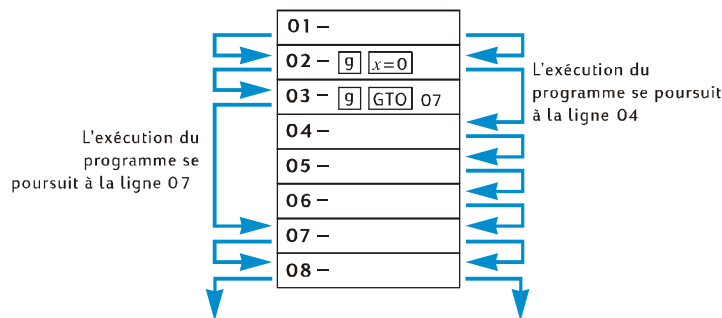 01 –
02 – g x=0
03 – g GTO 07
04 –
05 –
06 –
07 –
08 –
L'exécution du
programme se poursuit
à la ligne 04
L'exécution du
programme se
poursuit à la ligne 07